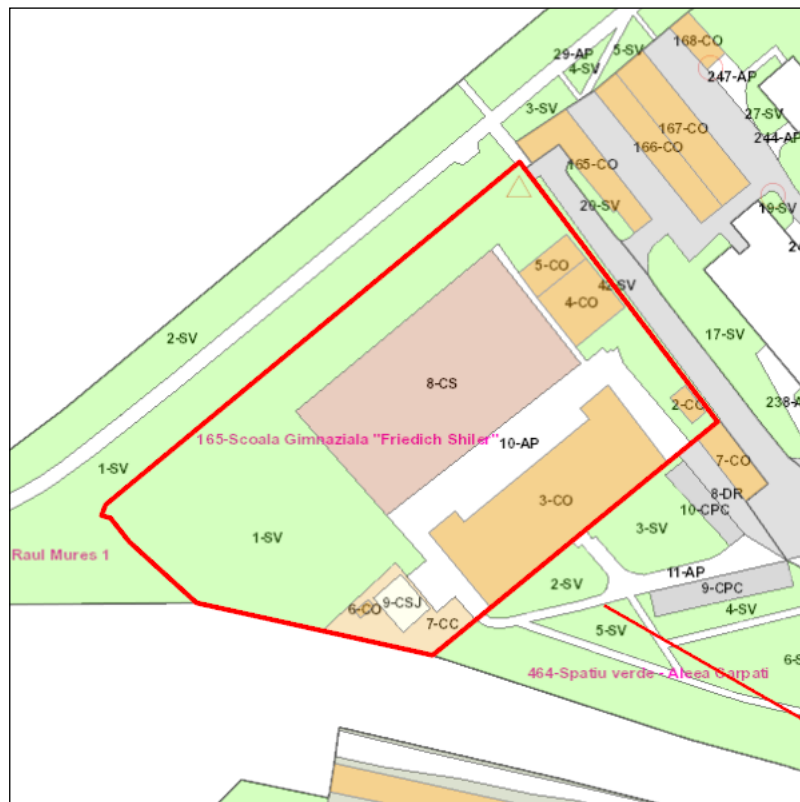 168-CO
5-SV
29-AP
4-SV
247-AP
3-SV
27-SV
167-CO
244-AP
166-CO
165-CO
29-SV
19-SV
5-CO
42-SV
4-CO
17-SV
2-SV
8-CS
238-A
2-CO
165-Scoala Gimnaziala "Friedich Shiler"
10-AP
7-CO
1-SV
8-DR
3-CO
10-CPC
3-SV
1-SV
Raul Mures 1
11-AP
2-SV
9-CPC
6-CO
9-CSJ
4-SV
7-CC
5-SV
6-S
464-Spatiu verde - Aleea Carpati